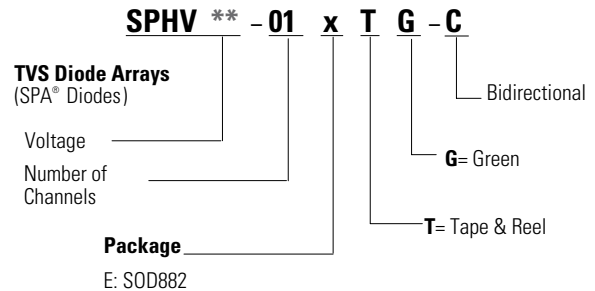 SPHV ** – 01 x T G – C
TVS Diode Arrays
(SPA® Diodes)
Bidirectional
Voltage
G= Green
Number of
Channels
T= Tape & Reel
Package
E: SOD882